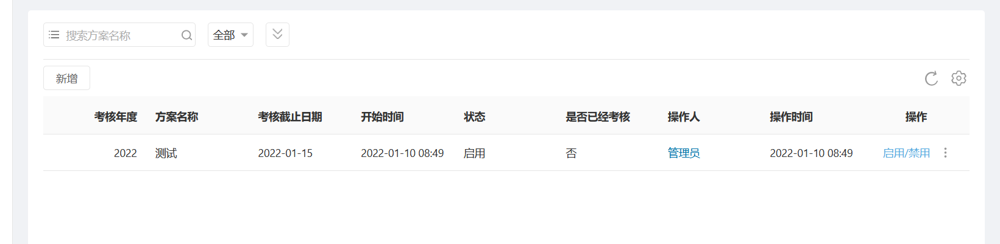 搜索方案名称 全部
新增
考核年度 方案名称 考核截止日期 开始时间 状态 是否已经考核 操作人 操作时间 操作
2022 测试 2022-01-15 2022-01-10 08:49 启用 否 管理员 2022-01-10 08:49 启用/禁用